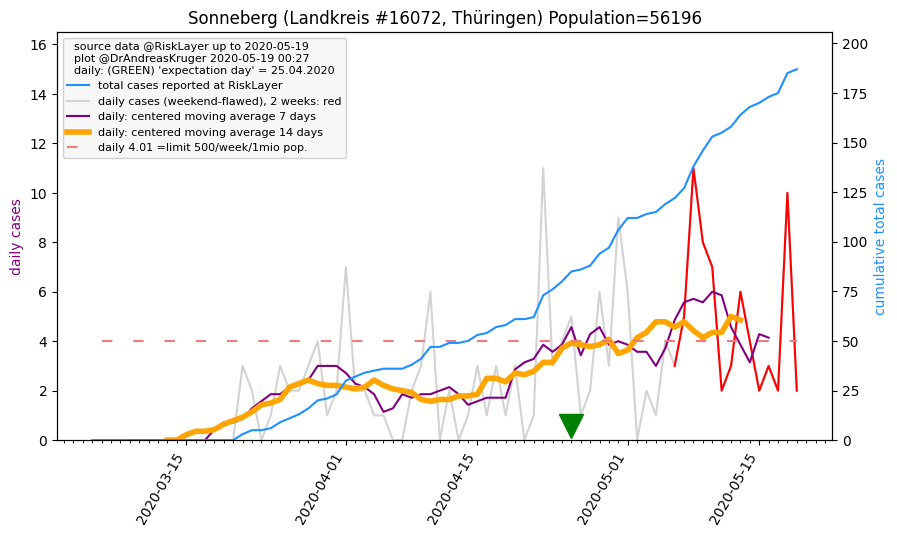 Sonneberg (Landkreis #16072, Thüringen) Population=56196
source data @RiskLayer up to 2020-05-19
plot @DrAndreasKruger 2020-05-19 00:27
daily: (GREEN) 'expectation day' = 25.04.2020
total cases reported at RiskLayer
daily cases (weekend-flawed), 2 weeks: red
daily: centered moving average 7 days
daily: centered moving average 14 days
daily 4.01 =limit 500/week/1mio pop.
daily cases
16
14
12
10
8
6
4
2
0
200
175
150
125
100
75
50
25
0
cumulative total cases
2020-03-15
2020-04-01
2020-04-15
2020-05-01
2020-05-15